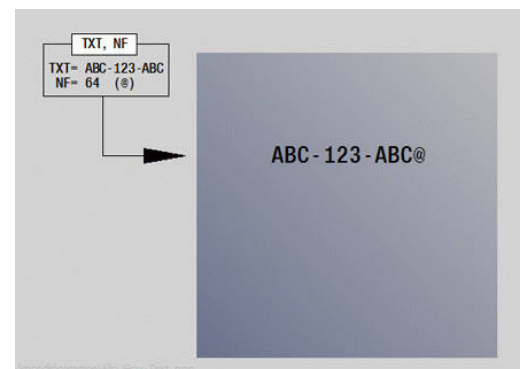 TXT, NF
TXT= ABC-123-ABC
NF= 64 (@)
ABC-123-ABC@